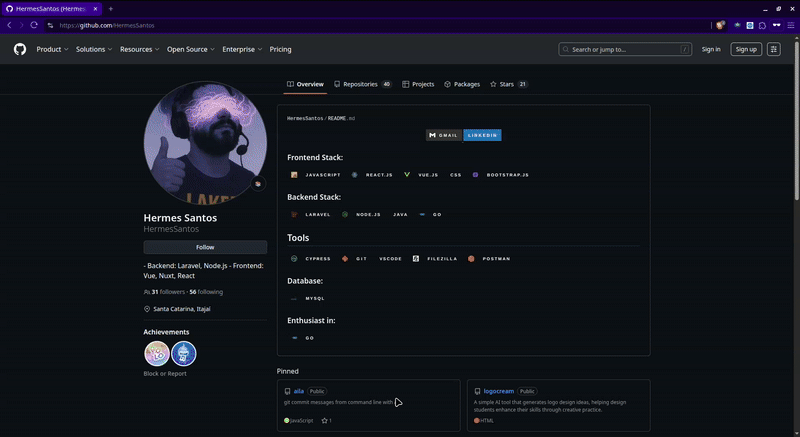 HermesSantos (Hermes
https://github.com/HermesSantos
Product
Solutions
Resources
Open Source
Enterprise
Pricing
Search or jump to...
/
Sign in
Sign up
Overview
Repositories 40
Projects
Packages
Stars 21
HermesSantos/README.md
GMAIL
LINKEDIN
Frontend Stack:
JAVASCRIPT REACT.JS VUE.JS CSS BOOTSTRAP.JS
Backend Stack:
LARAVEL NODE.JS JAVA GO
Tools
CYPRESS GIT VSCODE FILEZILLA POSTMAN
Database:
MYSQL
Enthusiast in:
GO
Hermes Santos
HermesSantos
Follow
- Backend: Laravel, Node.js - Frontend:
Vue, Nuxt, React
31 followers · 56 following
Santa Catarina, Itajaí
Achievements
Block or Report
Pinned
aila Public
git commit messages from command line with
JavaScript 1
logocream Public
A simple AI tool that generates logo design ideas, helping design
students enhance their skills through creative practice.
HTML